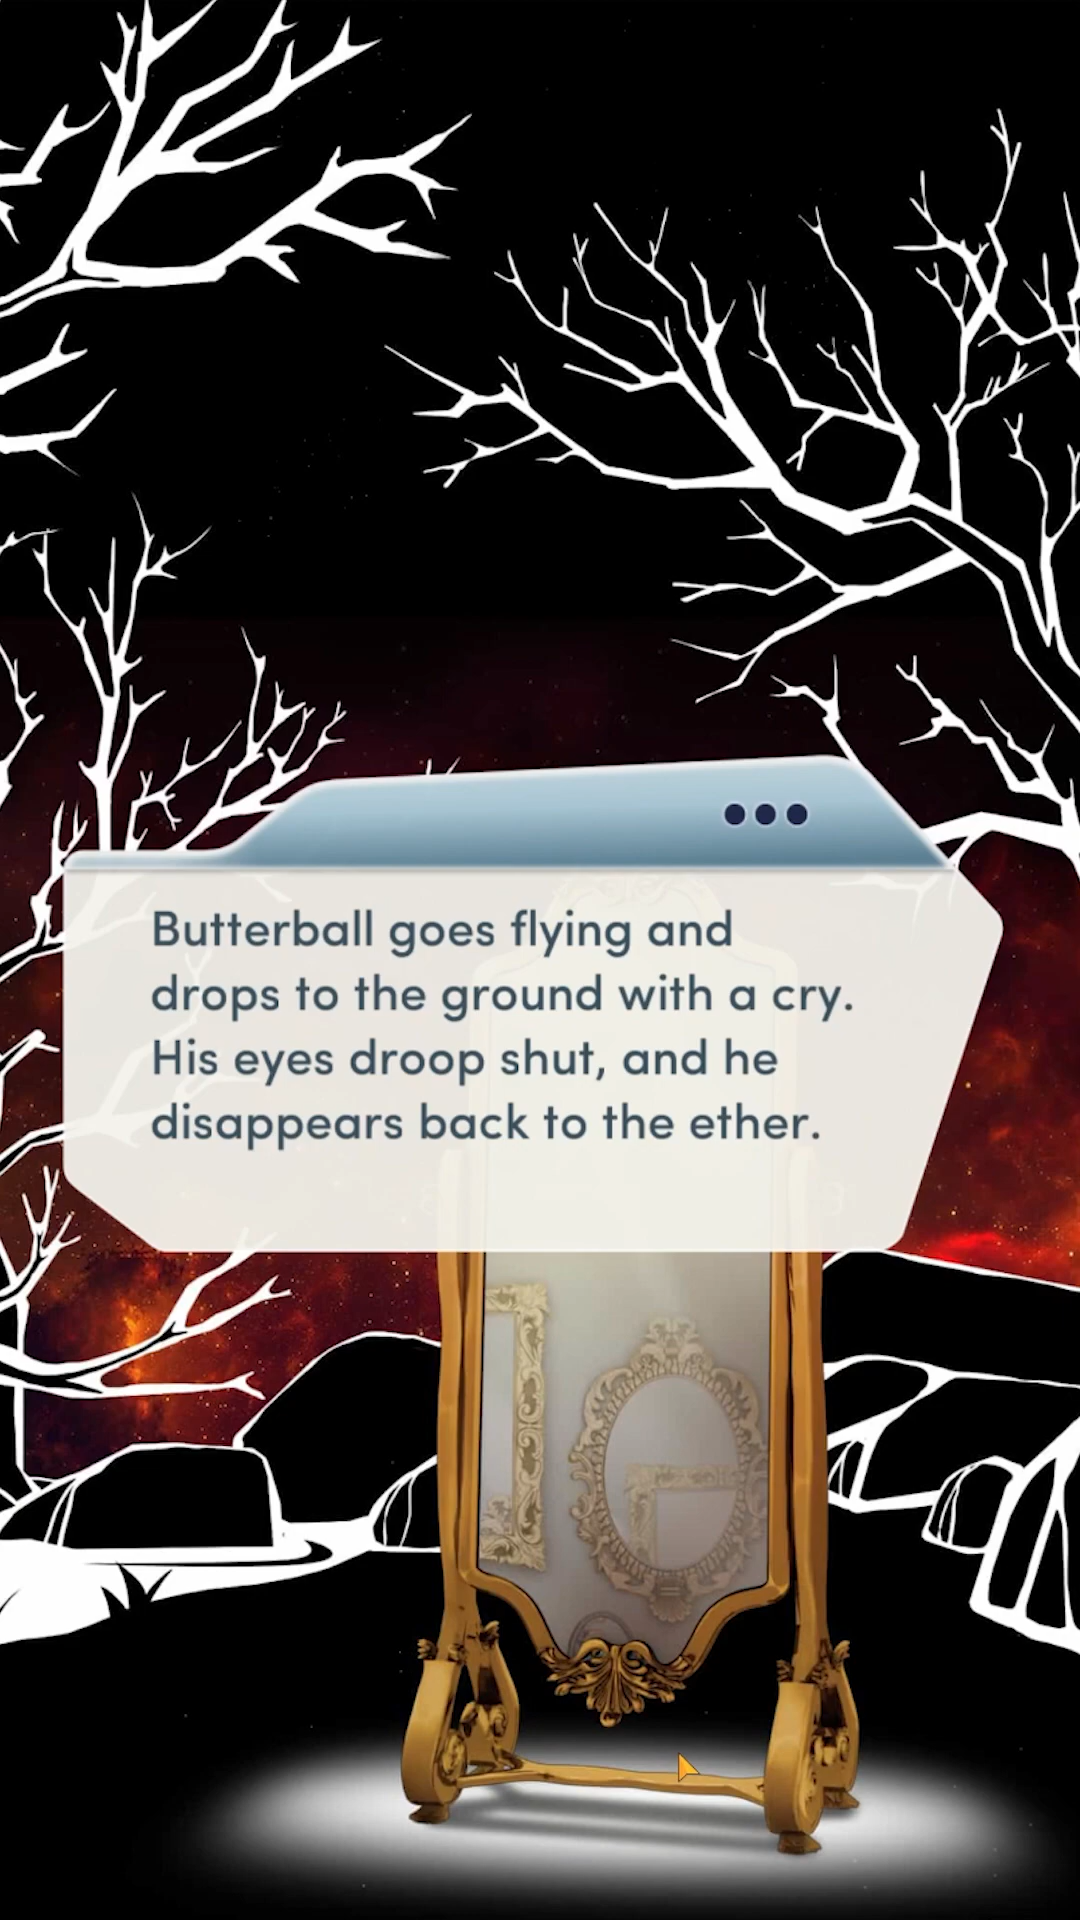 Butterball goes flying and
drops to the ground with a cry.
His eyes droop shut, and he
disappears back to the ether.